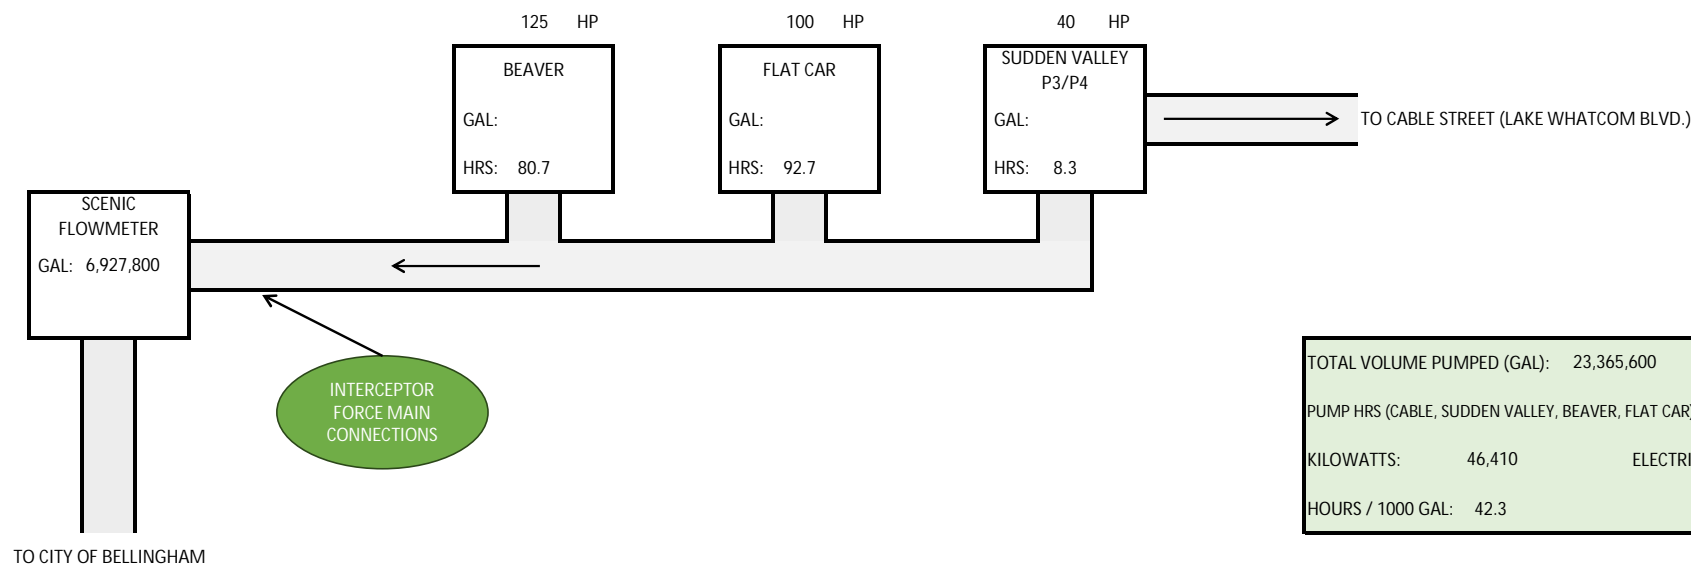 125 HP
100 HP
40 HP
BEAVER
GAL:
HRS: 80.7
FLAT CAR
GAL:
HRS: 92.7
SUDDEN VALLEY
P3/P4
GAL:
HRS: 8.3
TO CABLE STREET (LAKE WHATCOM BLVD.)
SCENIC
FLOWMETER
GAL: 6,927,800
INTERCEPTOR
FORCE MAIN
CONNECTIONS
TOTAL VOLUME PUMPED (GAL): 23,365,600
PUMP HRS (CABLE, SUDDEN VALLEY, BEAVER, FLAT CAR)
KILOWATTS: 46,410 ELECTRI
HOURS / 1000 GAL: 42.3
TO CITY OF BELLINGHAM